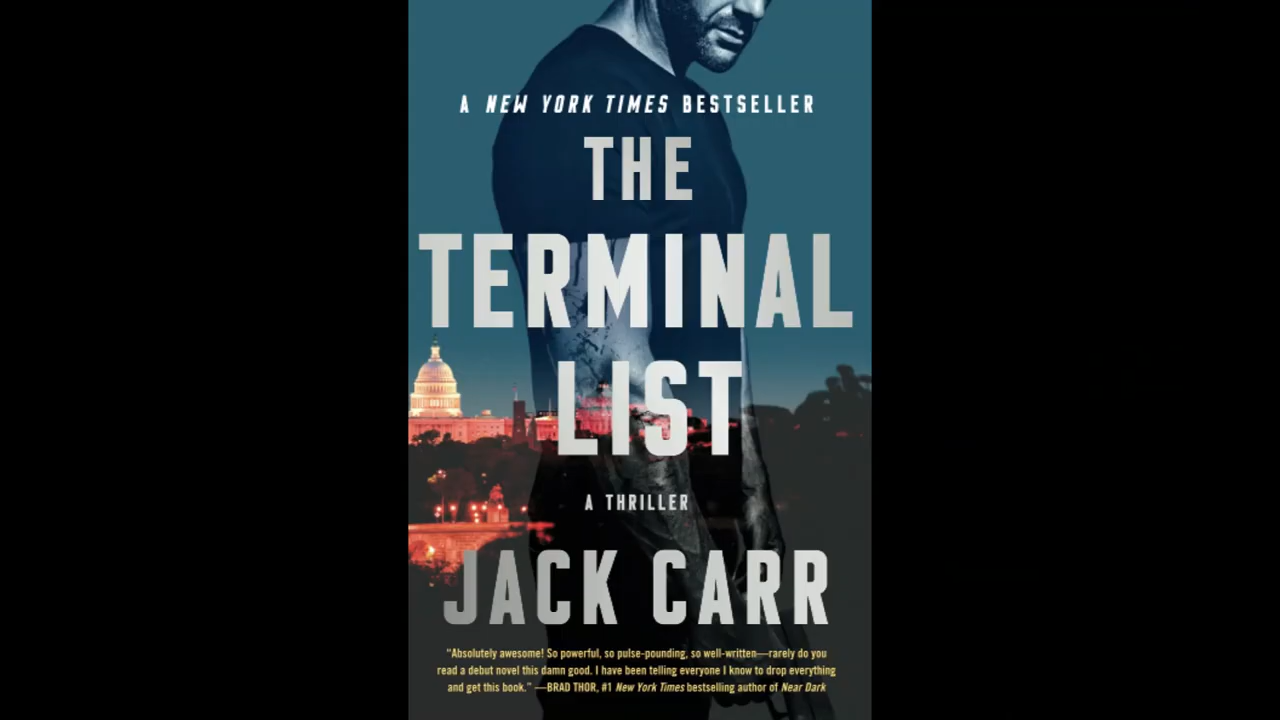 A NEW YORK TIMES BESTSELLER
THE
TERMINAL
LIST
A THRILLER
JACK CARR
"Absolutely awesome! So powerful, so pulse-pounding, so well-written—rarely do you
read a debut novel this damn good. I have been telling everyone I know to drop everything
and get this book." —BRAD THOR, #1 New York Times bestselling author of Near Dark